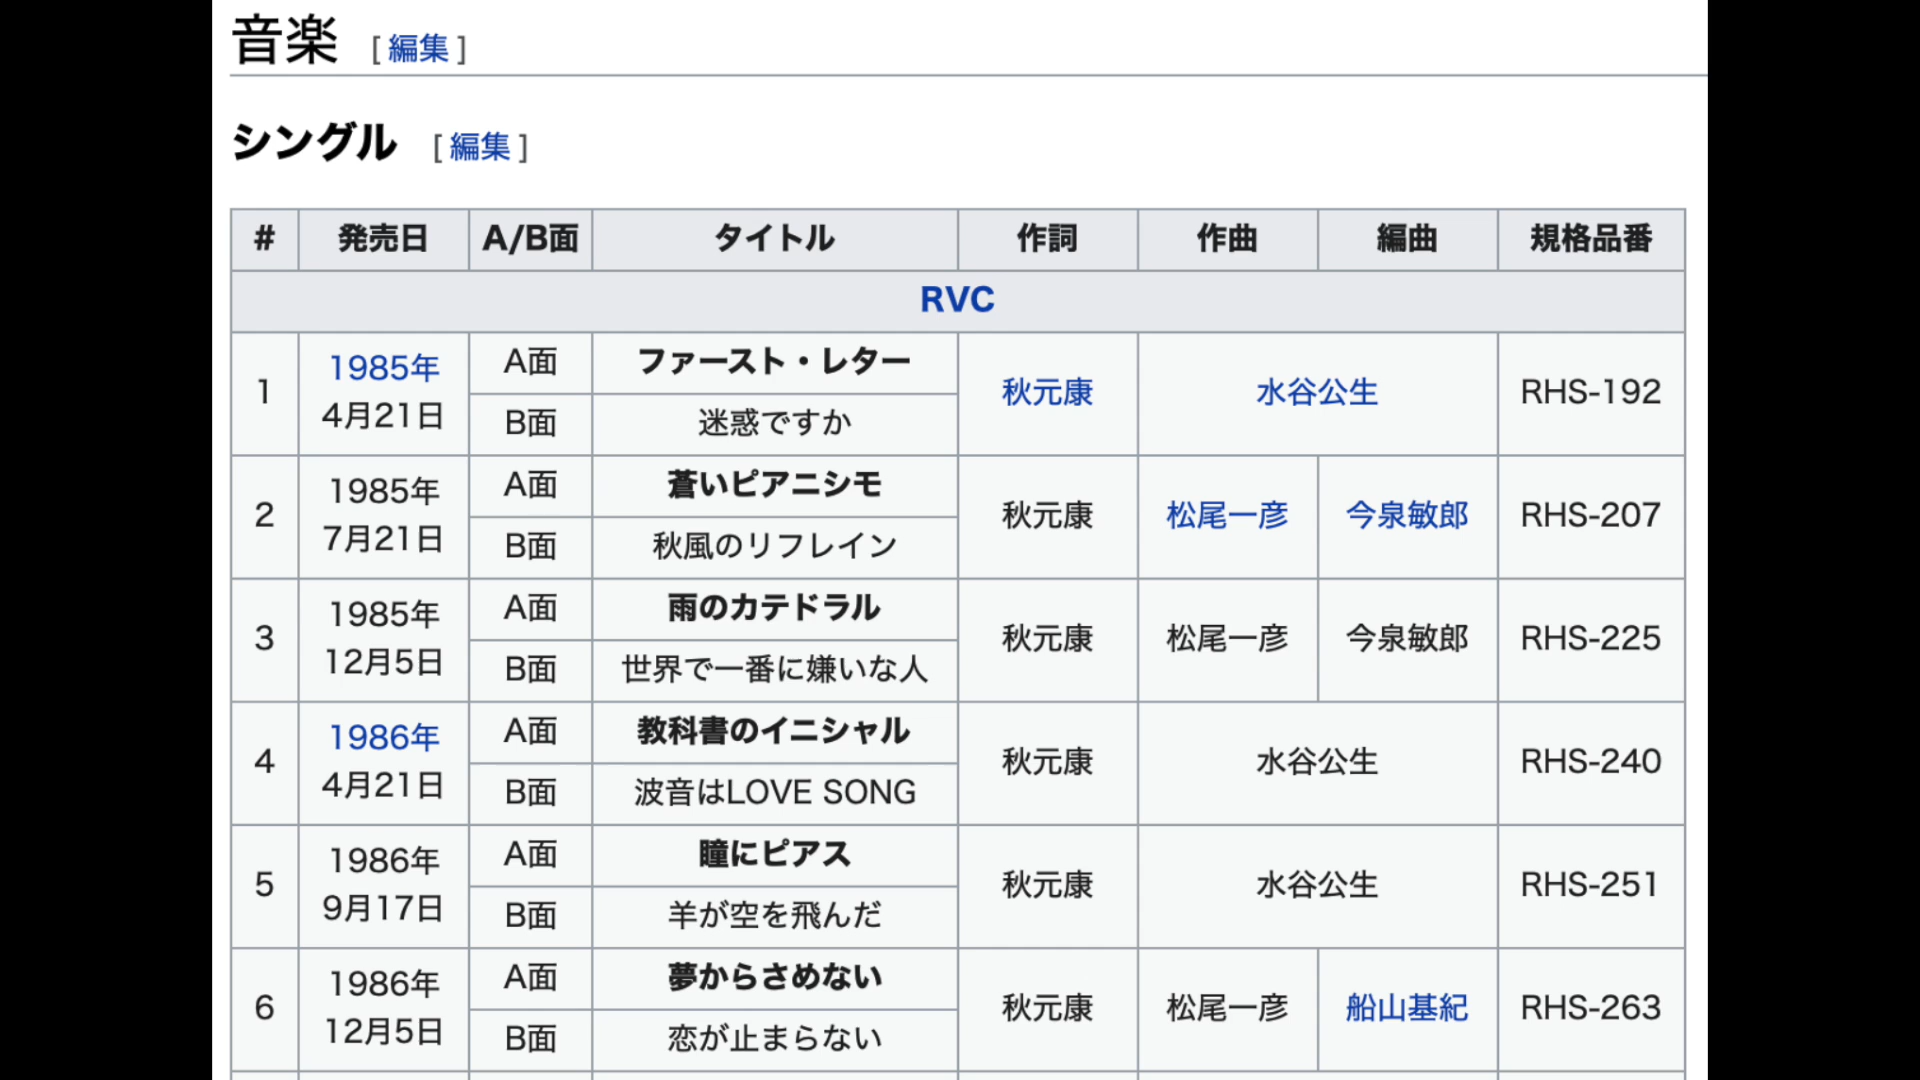 音楽 [編集]
シングル [編集]
# 発売日 A/B面 タイトル 作詞 作曲 編曲 規格品番
RVC
1 1985年4月21日 A面 ファースト・レター 秋元康 水谷公生 RHS-192
B面 迷惑ですか
2 1985年7月21日 A面 蒼いピアニシモ 秋元康 松尾一彦 今泉敏郎 RHS-207
B面 秋風のリフレイン
3 1985年12月5日 A面 雨のカテドラル 秋元康 松尾一彦 今泉敏郎 RHS-225
B面 世界で一番に嫌いな人
4 1986年4月21日 A面 教科書のイニシャル 秋元康 水谷公生 RHS-240
B面 波音はLOVE SONG
5 1986年9月17日 A面 瞳にピアス 秋元康 水谷公生 RHS-251
B面 羊が空を飛んだ
6 1986年12月5日 A面 夢からさめない 秋元康 松尾一彦 船山基紀 RHS-263
B面 恋が止まらない